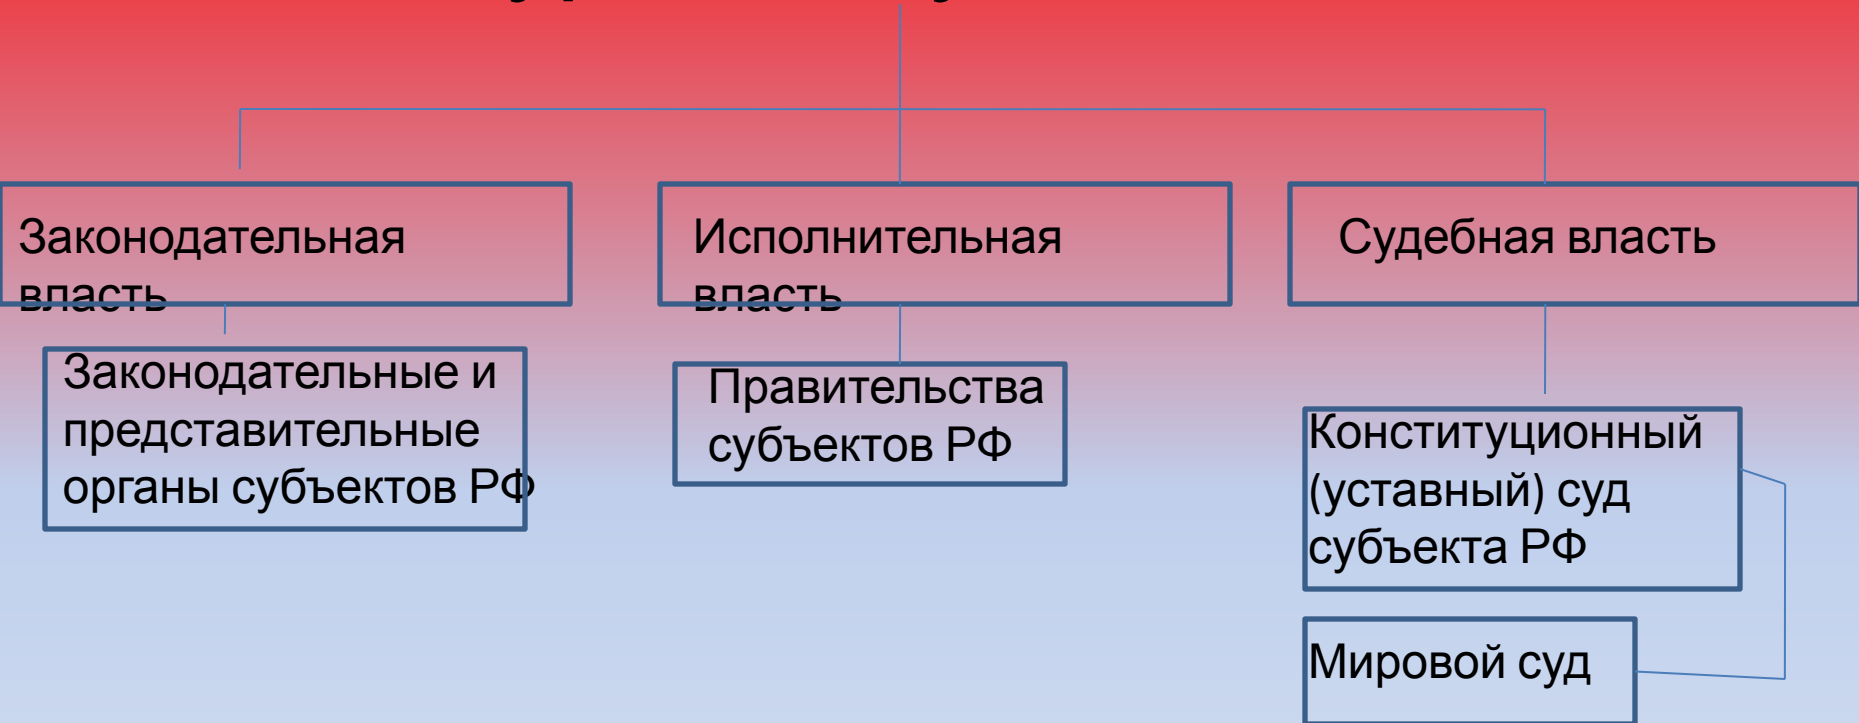 Законодательная
власть
Исполнительная
власть
Судебная власть
Законодательные и
представительные
органы субъектов РФ
Правительства
субъектов РФ
Конституционный
(уставный) суд
субъекта РФ
Мировой суд